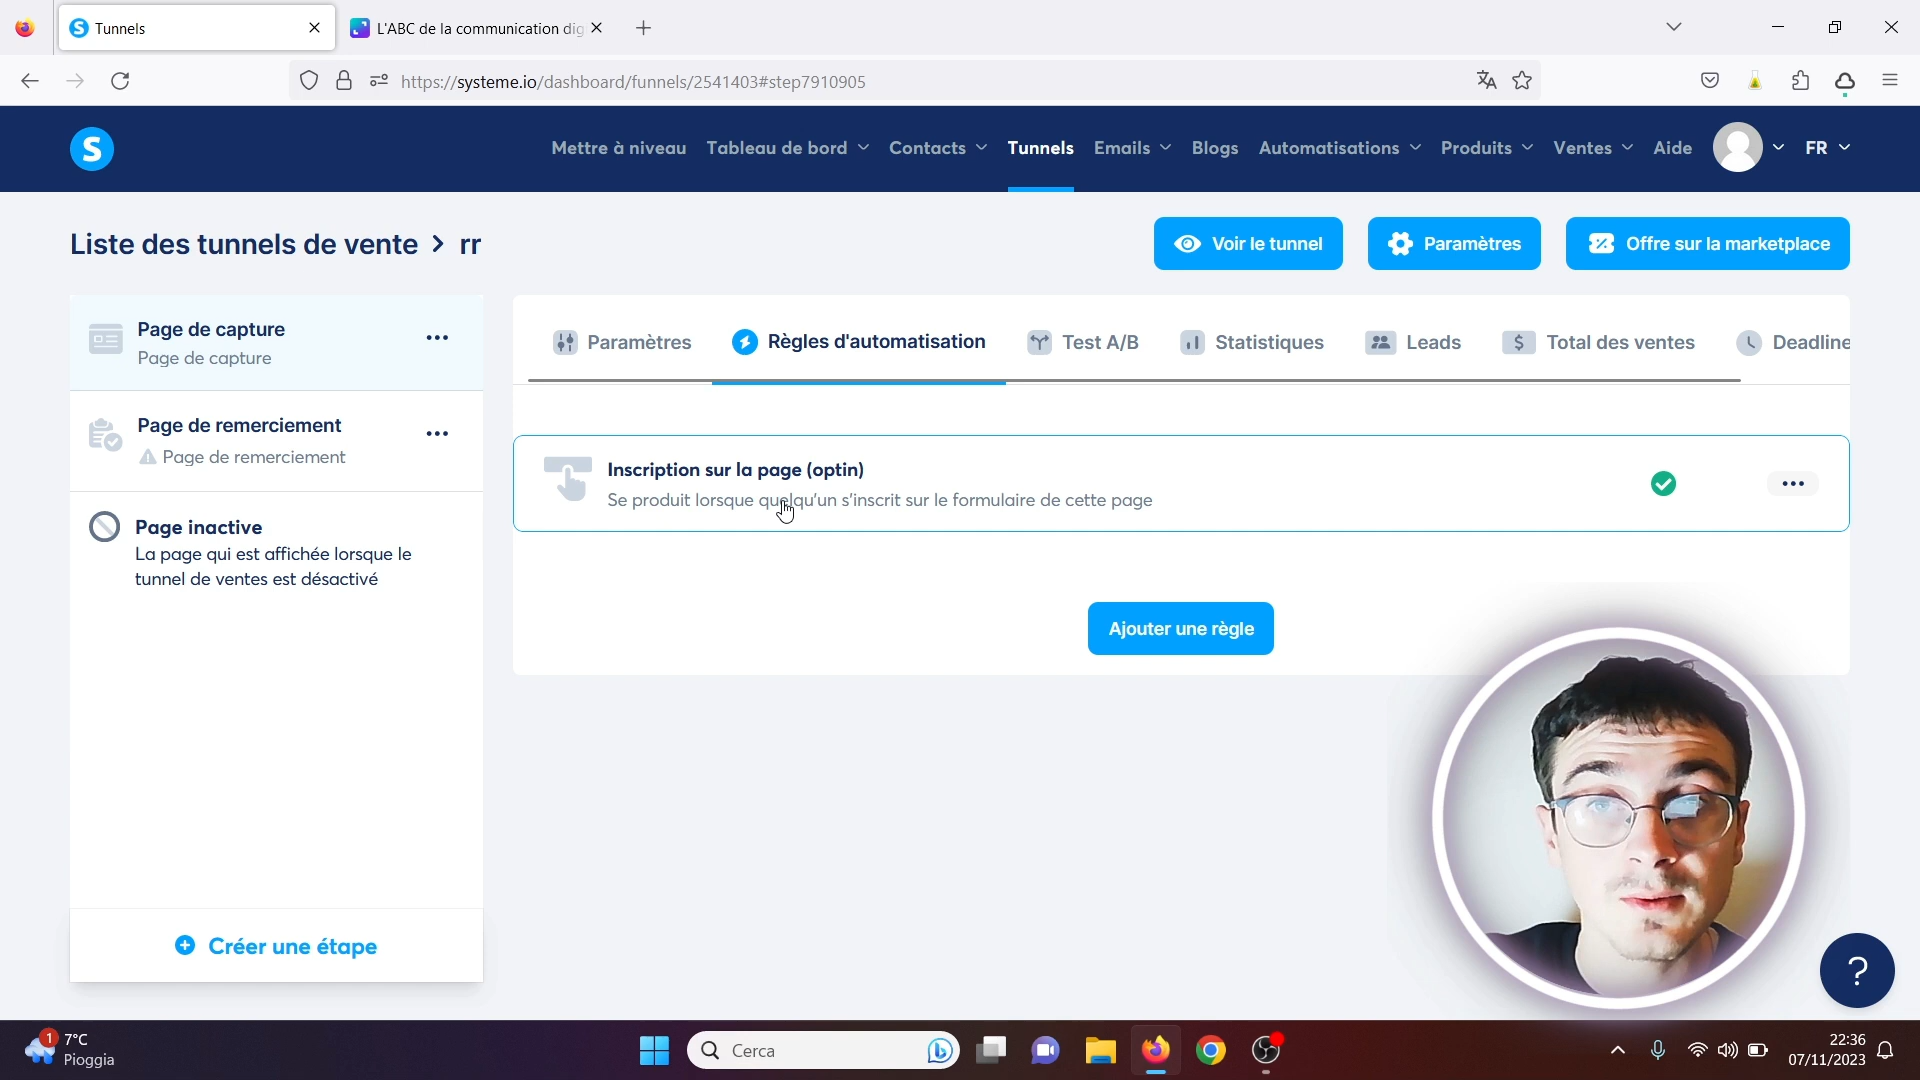 Tunnels
L'ABC de la communication dig
https://systeme.io/dashboard/funnels/2541403#step7910905
S
Mettre à niveau
Tableau de bord
Contacts
Tunnels
Emails
Blogs
Automatisations
Produits
Ventes
Aide
FR
Liste des tunnels de vente > rr
Voir le tunnel
Paramètres
Offre sur la marketplace
Page de capture
Page de capture
Page de remerciement
Page de remerciement
Page inactive
La page qui est affichée lorsque le
tunnel de ventes est désactivé
Créer une étape
Paramètres
Règles d'automatisation
Test A/B
Statistiques
Leads
Total des ventes
Deadline
Inscription sur la page (optin)
Se produit lorsque quelqu'un s'inscrit sur le formulaire de cette page
Ajouter une règle
?
1
7°C
Pioggia
Cerca
22:36
07/11/2023